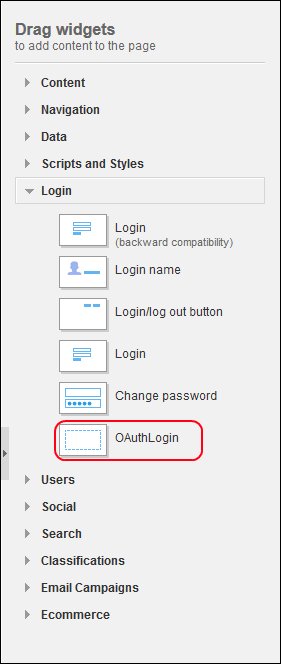 Drag widgets
to add content to the page
Content
Navigation
Data
Scripts and Styles
Login
Login
(backward compatibility)
Login name
Login/log out button
Login
Change password
OAuthLogin
Users
Social
Search
Classifications
Email Campaigns
Ecommerce